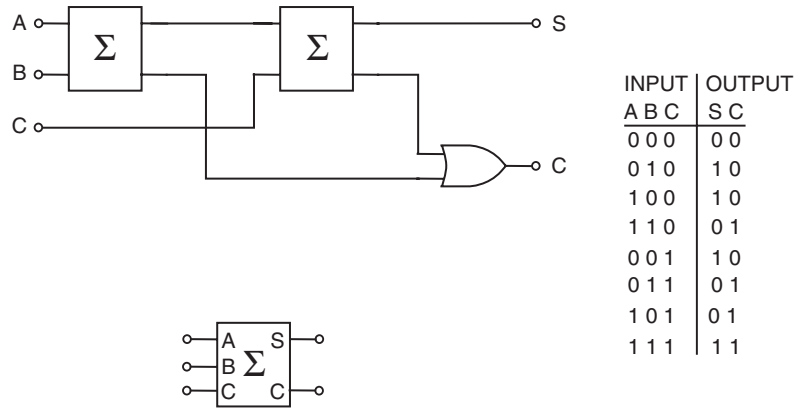 A
B
C
Σ
Σ
S
C
INPUT OUTPUT
A B C S C
0 0 0 0 0
0 1 0 1 0
1 0 0 1 0
1 1 0 0 1
0 0 1 1 0
0 1 1 0 1
1 0 1 0 1
1 1 1 1 1
A S
B Σ
C C